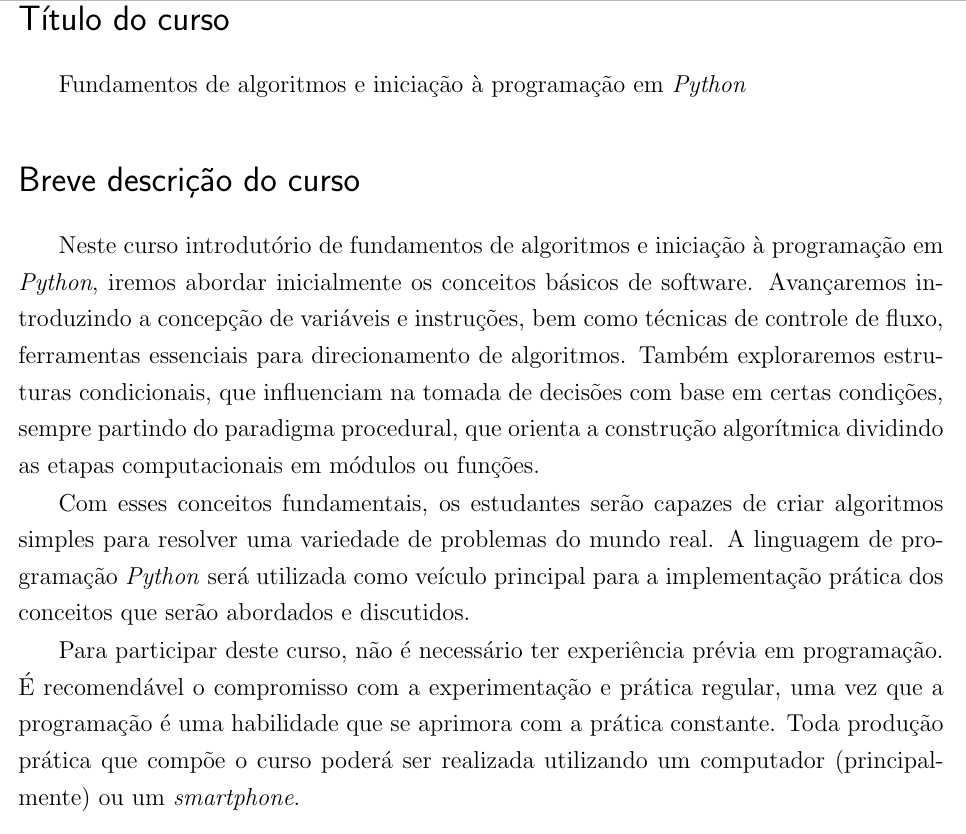 Título do curso
Fundamentos de algoritmos e iniciação à programação em Python
Breve descrição do curso
Neste curso introdutório de fundamentos de algoritmos e iniciação à programação em
Python, iremos abordar inicialmente os conceitos básicos de software. Avançaremos in-
troduzindo a concepção de variáveis e instruções, bem como técnicas de controle de fluxo,
ferramentas essenciais para direcionamento de algoritmos. Também exploraremos estru-
turas condicionais, que influenciam na tomada de decisões com base em certas condições,
sempre partindo do paradigma procedural, que orienta a construção algorítmica dividindo
as etapas computacionais em módulos ou funções.
Com esses conceitos fundamentais, os estudantes serão capazes de criar algoritmos
simples para resolver uma variedade de problemas do mundo real. A linguagem de pro-
gramação Python será utilizada como veículo principal para a implementação prática dos
conceitos que serão abordados e discutidos.
Para participar deste curso, não é necessário ter experiência prévia em programação.
É recomendável o compromisso com a experimentação e prática regular, uma vez que a
programação é uma habilidade que se aprimora com a prática constante. Toda produção
prática que compõe o curso poderá ser realizada utilizando um computador (principal-
mente) ou um smartphone.